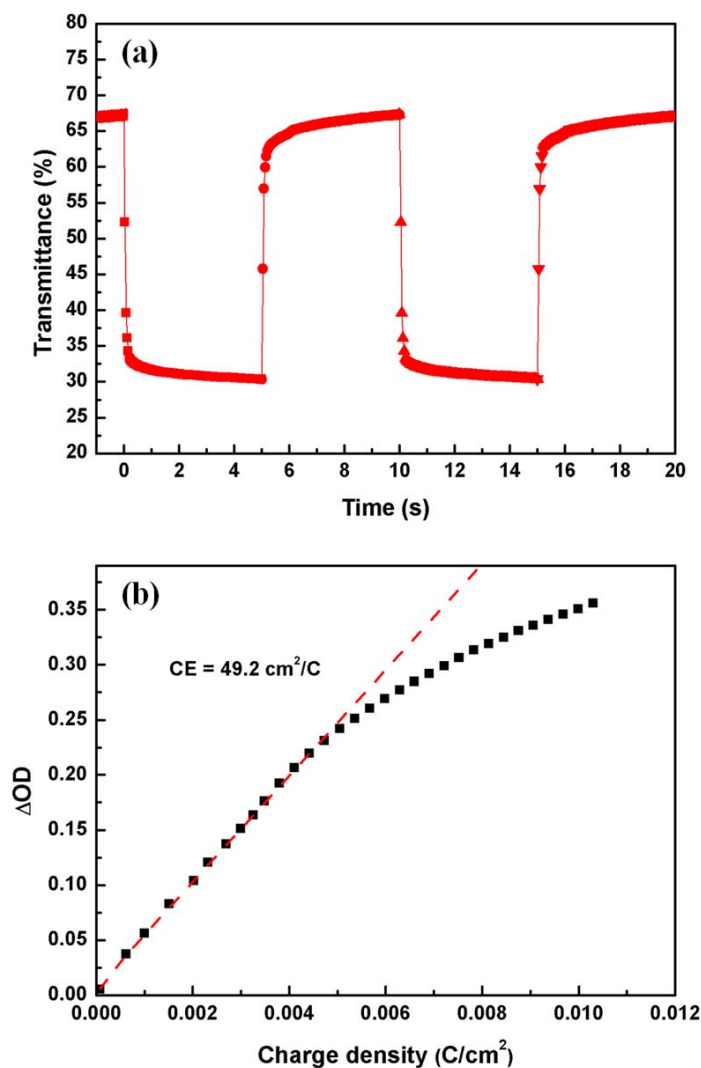 (a)
Transmittance (%)
80
75
70
65
60
55
50
45
40
35
30
25
20
0 2 4 6 8 10 12 14 16 18 20
Time (s)
(b)
CE = 49.2 cm²/C
ΔOD
0.35
0.30
0.25
0.20
0.15
0.10
0.05
0.00
0.000 0.002 0.004 0.006 0.008 0.010 0.012
Charge density (C/cm²)